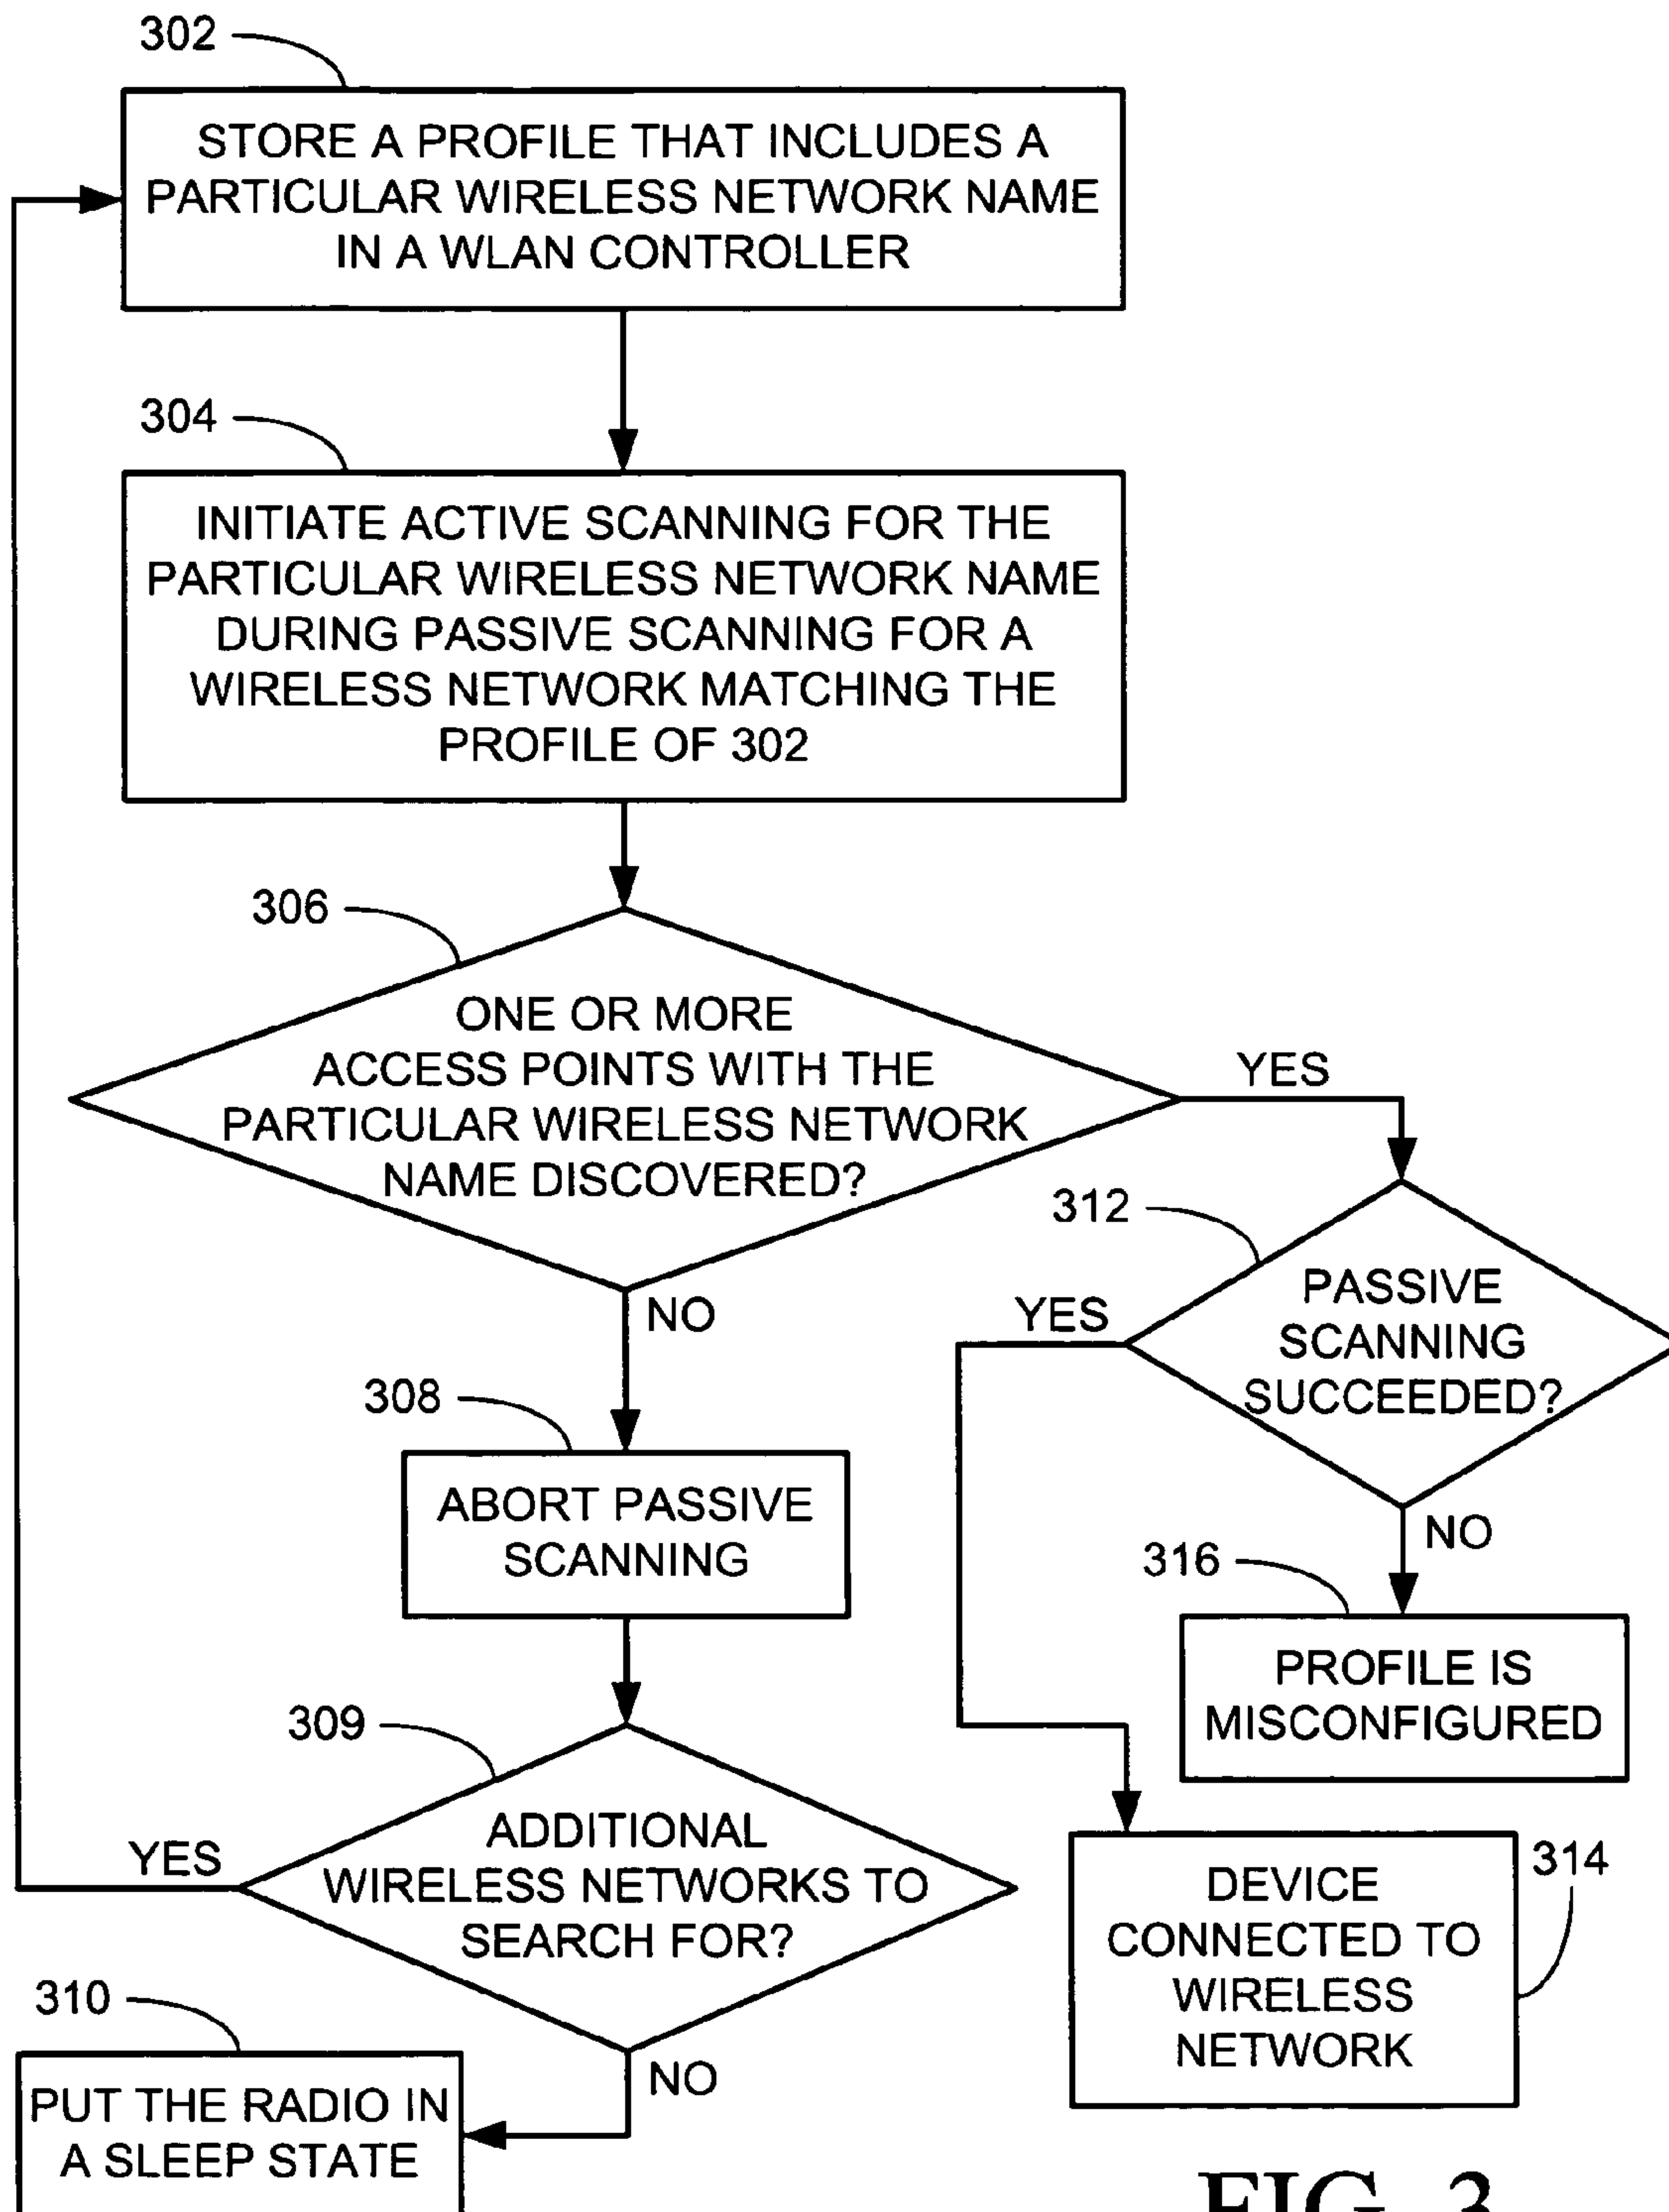 302
STORE A PROFILE THAT INCLUDES A
PARTICULAR WIRELESS NETWORK NAME
IN A WLAN CONTROLLER
304
INITIATE ACTIVE SCANNING FOR THE
PARTICULAR WIRELESS NETWORK NAME
DURING PASSIVE SCANNING FOR A
WIRELESS NETWORK MATCHING THE
PROFILE OF 302
306
ONE OR MORE
ACCESS POINTS WITH THE
PARTICULAR WIRELESS NETWORK
NAME DISCOVERED?
YES
NO
312
PASSIVE
SCANNING
SUCCEEDED?
YES
NO
308
ABORT PASSIVE
SCANNING
316
PROFILE IS
MISCONFIGURED
309
ADDITIONAL
WIRELESS NETWORKS TO
SEARCH FOR?
YES
NO
314
DEVICE
CONNECTED TO
WIRELESS
NETWORK
310
PUT THE RADIO IN
A SLEEP STATE
FIG. 3